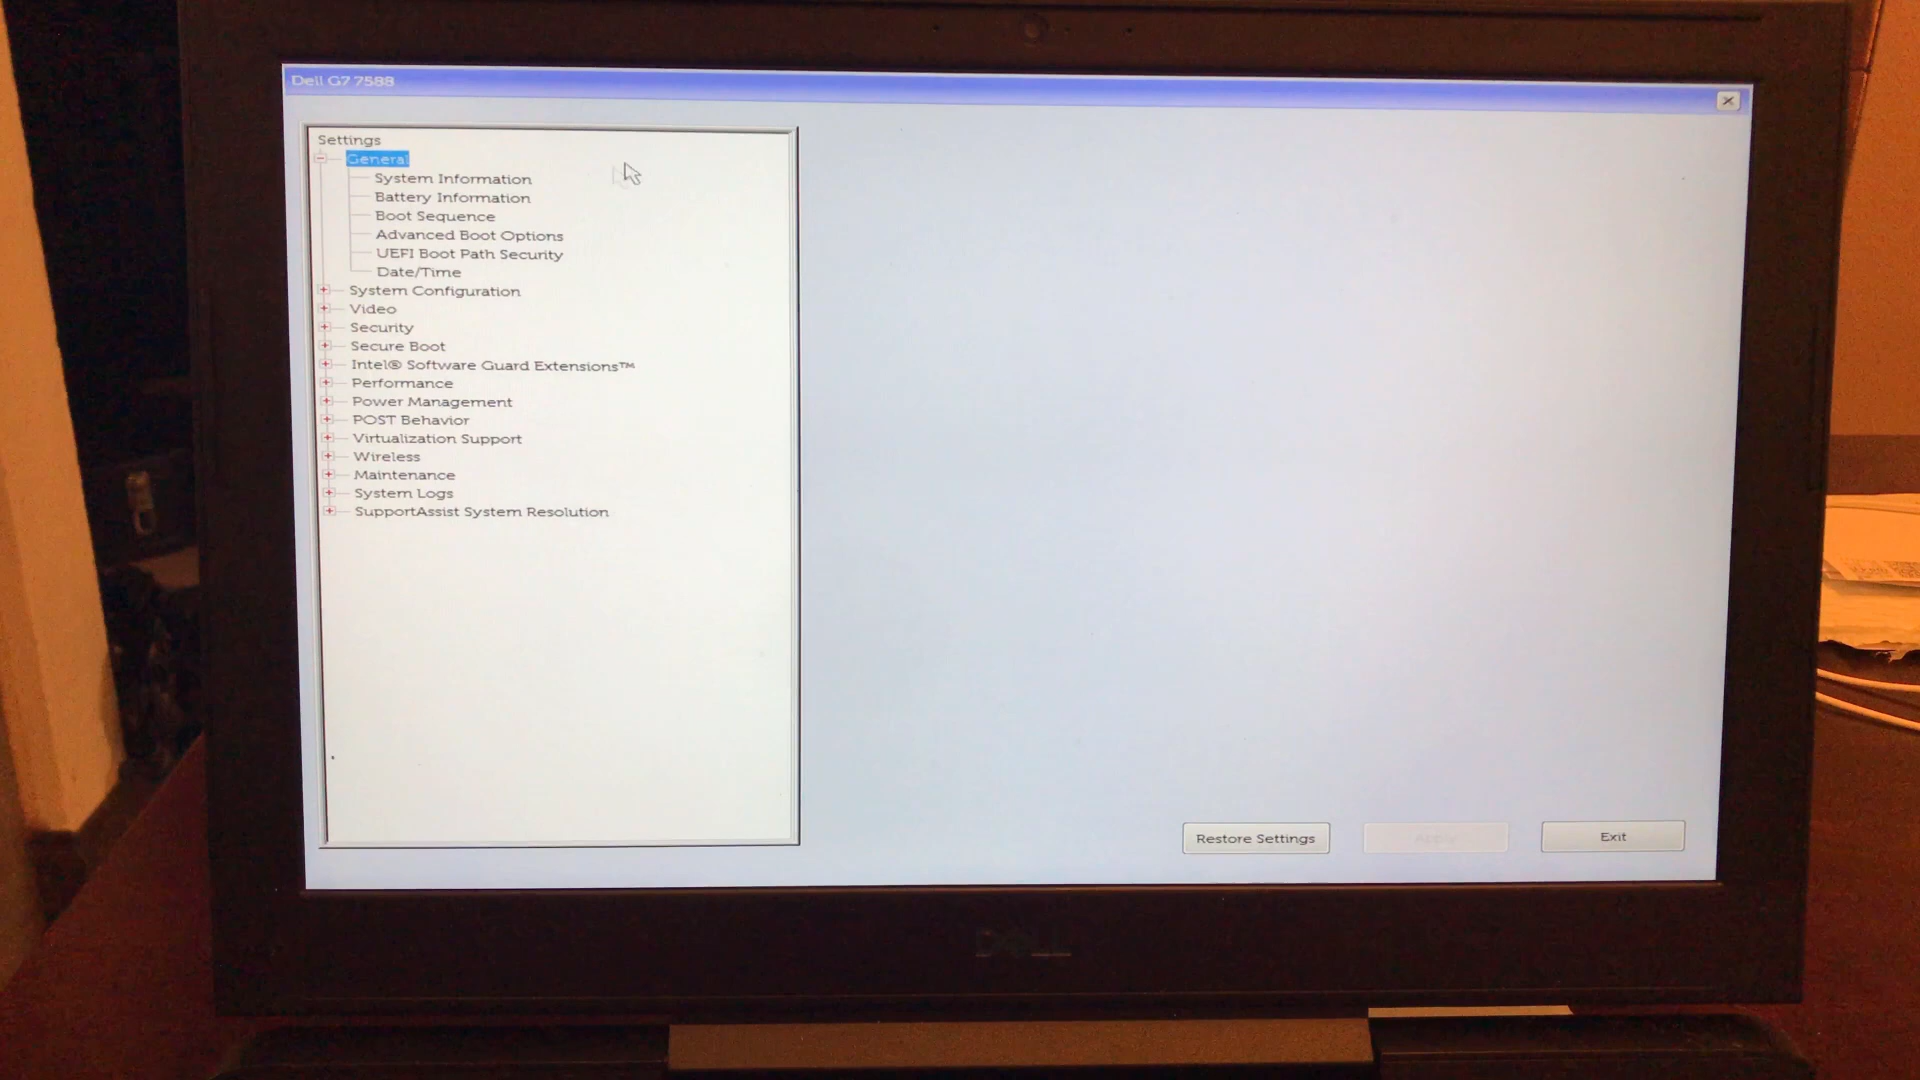 Dell G7 7588
Settings
General
System Information
Battery Information
Boot Sequence
Advanced Boot Options
UEFI Boot Path Security
Date/Time
System Configuration
Video
Security
Secure Boot
Intel® Software Guard Extensions™
Performance
Power Management
POST Behavior
Virtualization Support
Wireless
Maintenance
System Logs
SupportAssist System Resolution
Restore Settings
Apply
Exit
DELL